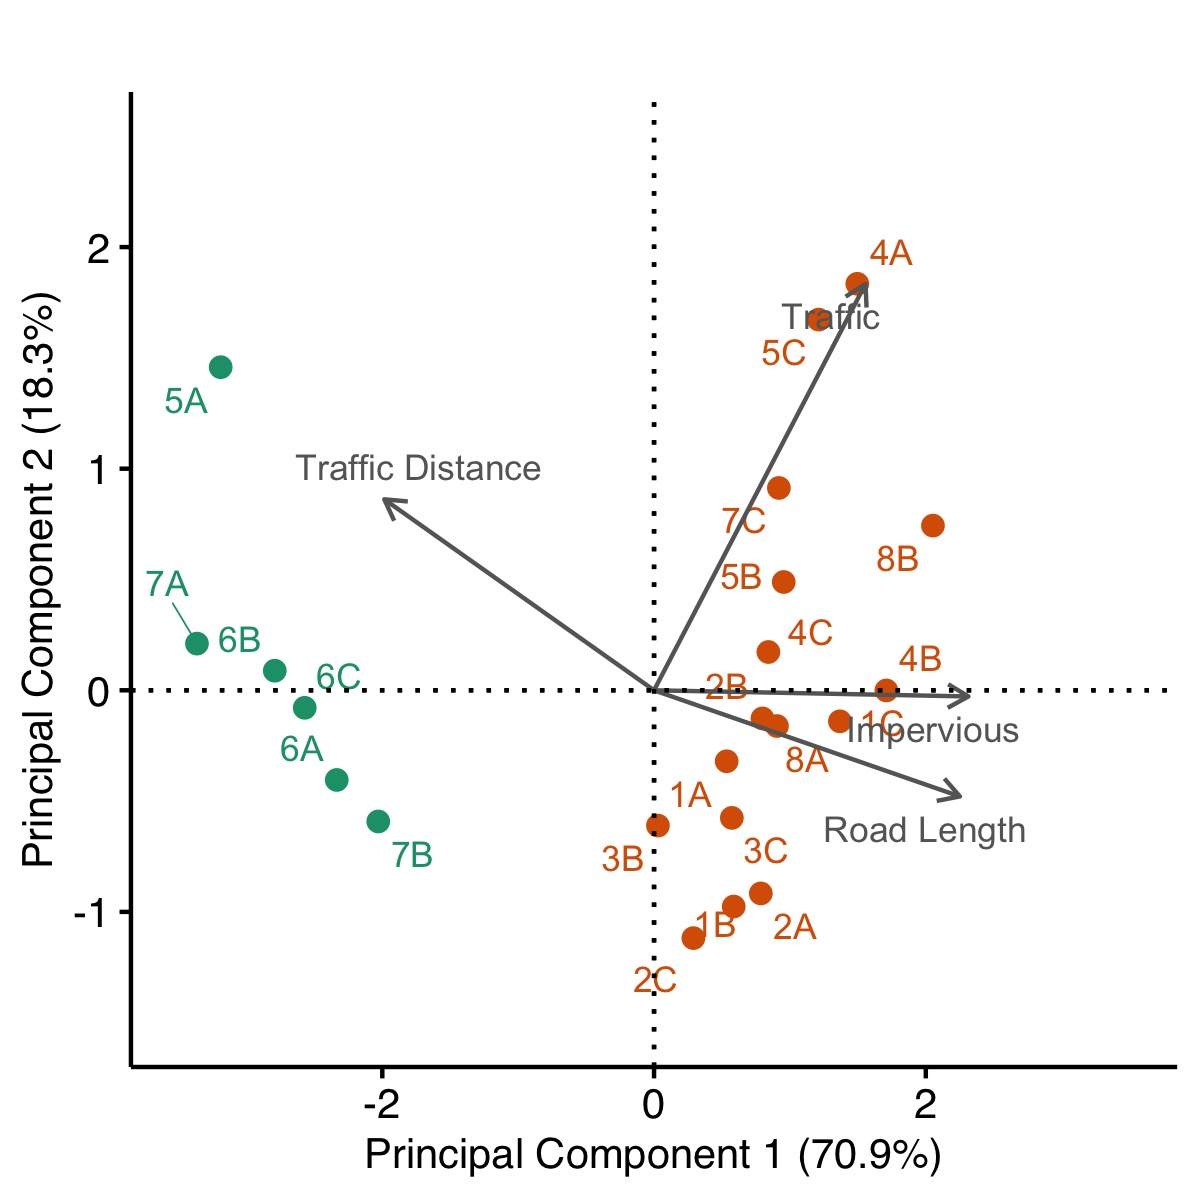 4A
2
Traffic
5C
5A
Traffic Distance
1
7C
8B
7A
5B
6B
4C
4B
6C
2B
0
1C
Impervious
6A
8A
1A
Road Length
3B
3C
7B
-1
1B
2A
2C
-2
0
2
Principal Component 1 (70.9%)
Principal Component 2 (18.3%)